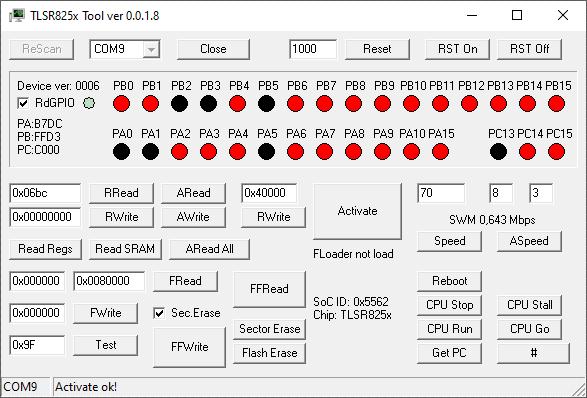 TLSR825x Tool ver 0.0.1.8
ReScan COM9 Close 1000 Reset RST On RST Off
Device ver: 0006 PB0 PB1 PB2 PB3 PB4 PB5 PB6 PB7 PB8 PB9 PB10 PB11 PB12 PB13 PB14 PB15
RdGPIO
PA:B7DC
PB:FFD3
PC:C000
PA0 PA1 PA2 PA3 PA4 PA5 PA6 PA7 PA8 PA9 PA10 PA15 PC13 PC14 PC15
0x06bc RRead ARead 0x40000 Activate 70 8 3
0x00000000 RWrite AWrite RWrite SWM 0,643 Mbps
Read Regs Read SRAM ARead All FLoader not load Speed ASpeed
0x000000 0x0080000 FRead FFRead Reboot
SoC ID: 0x5562
Chip: TLSR825x
CPU Stop CPU Stall
0x000000 FWrite Sec.Erase Sector Erase CPU Run CPU Go
0x9F Test FFWrite Flash Erase Get PC #
COM9 Activate ok!